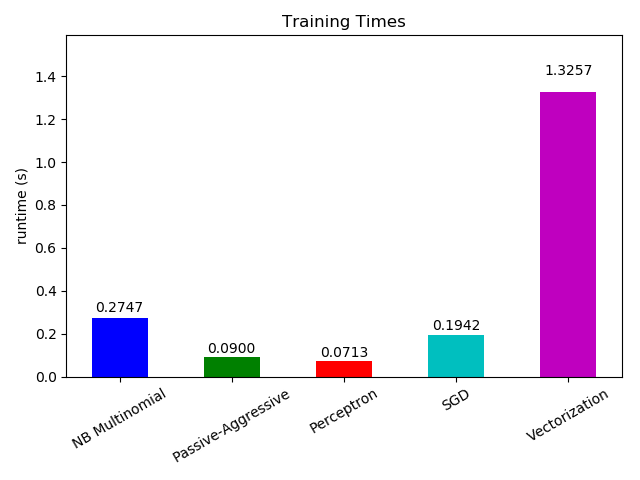 Training Times
runtime (s)
1.4
1.2
1.0
0.8
0.6
0.4
0.2
0.0
0.2747
0.0900
0.0713
0.1942
1.3257
NB Multinomial
Passive-Aggressive
Perceptron
SGD
Vectorization